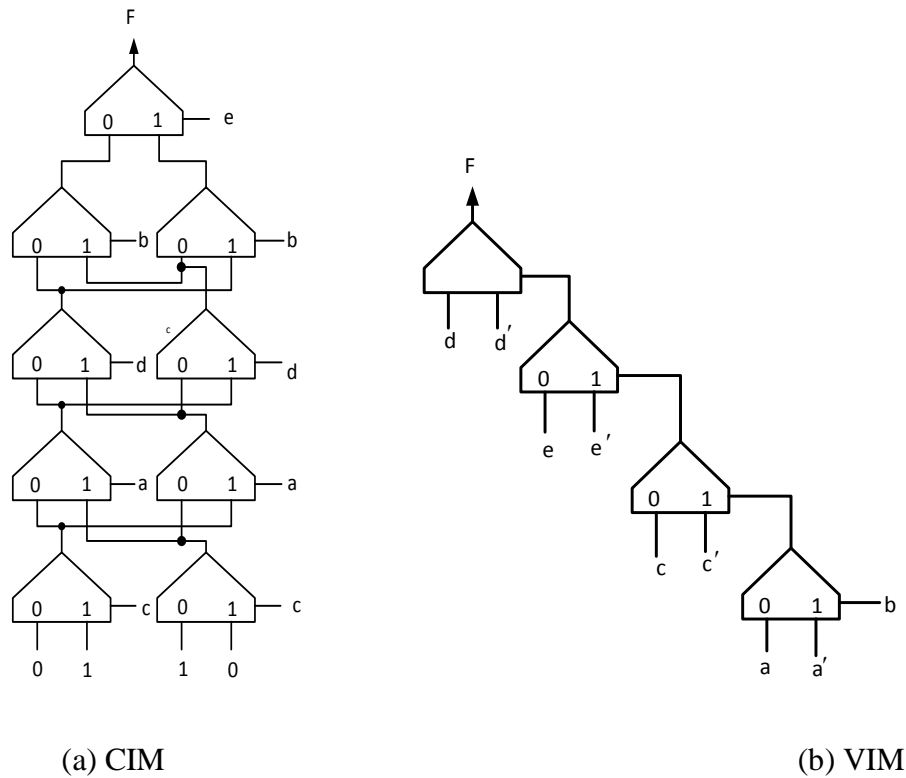 F
0 1 e
0 1 b 0 1 b
c
0 1 d 0 1 d
0 1 a 0 1 a
0 1 c 0 1 c
0 1 1 0
(a) CIM
F
d d′
0 1
e e′
0 1
c c′
0 1 b
a a′
(b) VIM